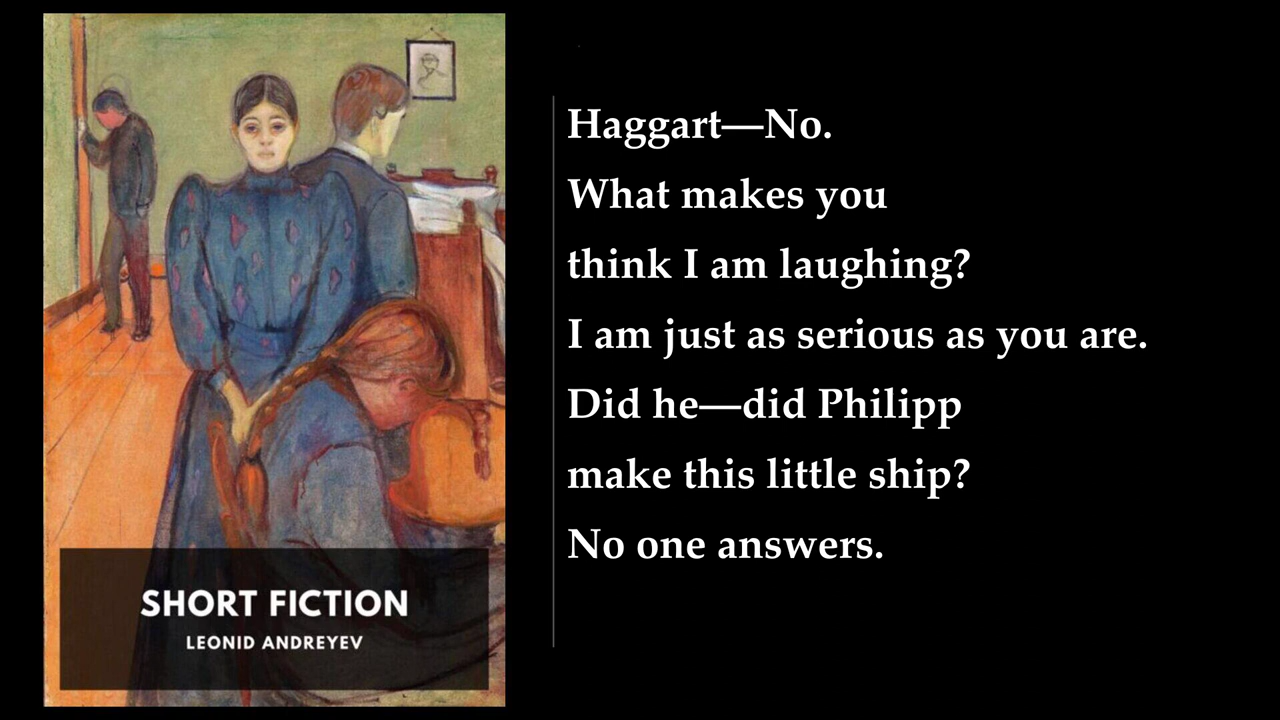 SHORT FICTION
LEONID ANDREYEV
Haggart—No.
What makes you
think I am laughing?
I am just as serious as you are.
Did he—did Philipp
make this little ship?
No one answers.